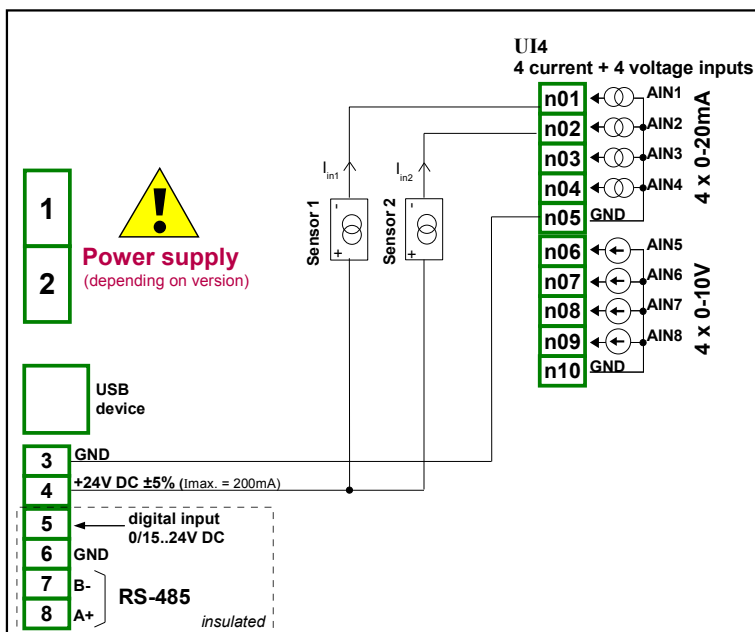 UI4
4 current + 4 voltage inputs
n01
AIN1
n02
AIN2
n03
AIN3
n04
AIN4
n05
GND
4 x 0-20mA
n06
AIN5
n07
AIN6
n08
AIN7
n09
AIN8
n10
GND
4 x 0-10V
Iin1
Iin2
Sensor 1
-
+
Sensor 2
-
+
1
2
!
Power supply
(depending on version)
USB
device
3 GND
4 +24V DC ±5% (Imax. = 200mA)
5 digital input
0/15..24V DC
6 GND
7 B-
8 A+
RS-485
insulated